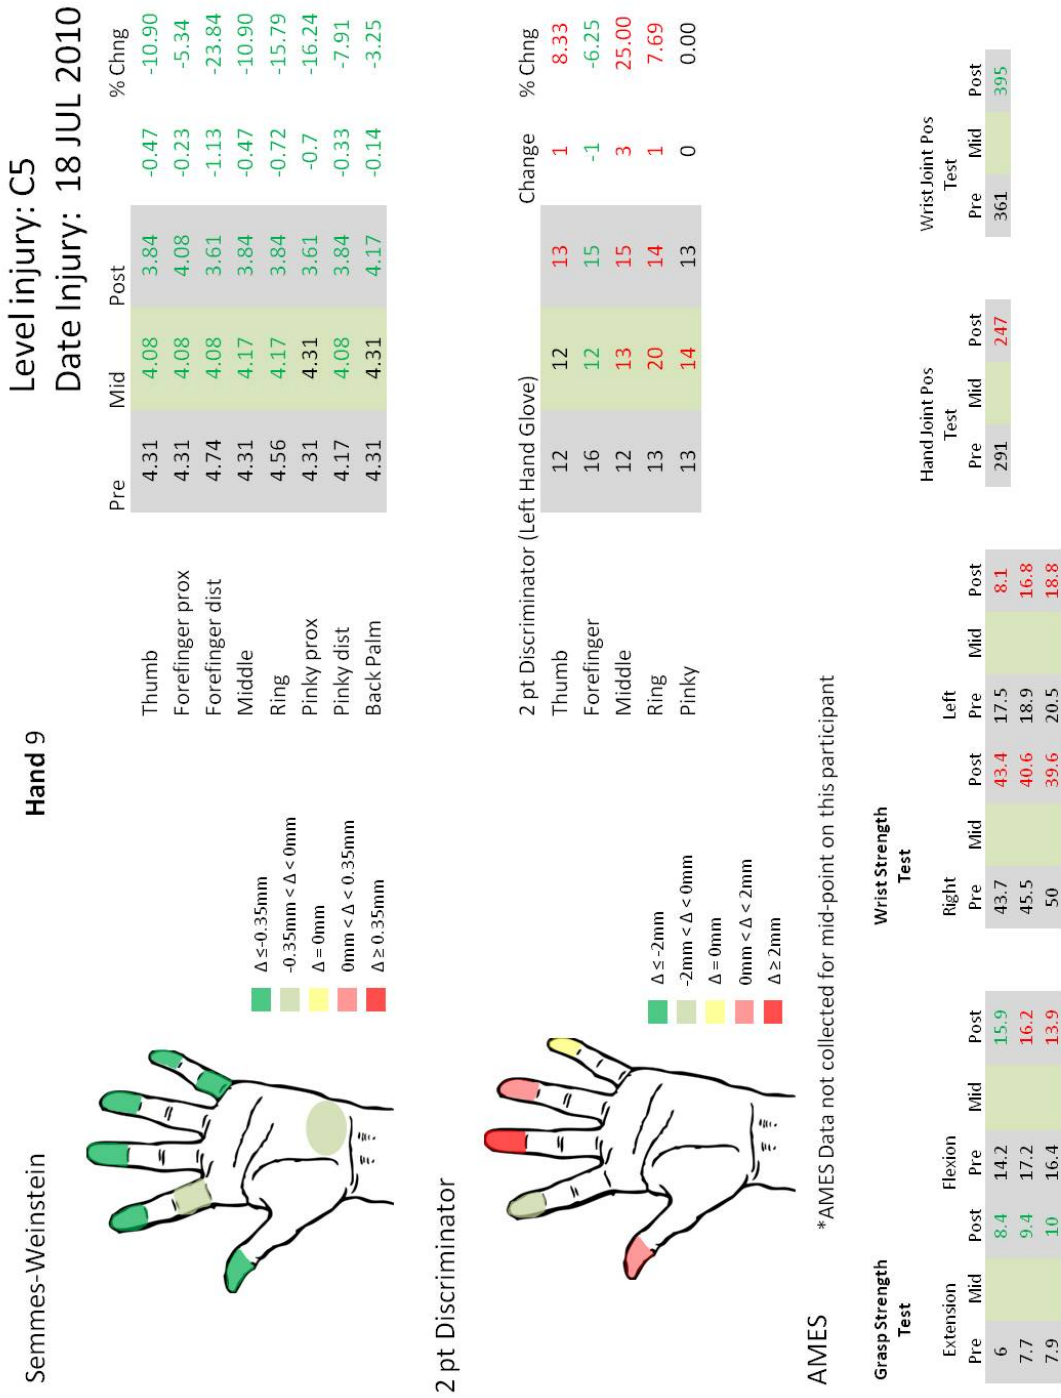 Level injury: C5
Hand 9
Date Injury: 18 JUL 2010
Semmes-Weinstein
Pre Mid Post % Chng
Thumb 4.31 4.08 3.84 -0.47 -10.90
Forefinger prox 4.31 4.08 4.08 -0.23 -5.34
Forefinger dist 4.74 4.08 3.61 -1.13 -23.84
Middle 4.31 4.17 3.84 -0.47 -10.90
Ring 4.56 4.17 3.84 -0.72 -15.79
Pinky prox 4.31 4.31 3.61 -0.7 -16.24
Pinky dist 4.17 4.08 3.84 -0.33 -7.91
Back Palm 4.31 4.31 4.17 -0.14 -3.25
Δ ≤-0.35mm
-0.35mm < Δ < 0mm
Δ = 0mm
0mm < Δ < 0.35mm
Δ ≥ 0.35mm
2 pt Discriminator
2 pt Discriminator (Left Hand Glove) Change % Chng
Thumb 12 12 13 1 8.33
Forefinger 16 12 15 -1 -6.25
Middle 12 13 15 3 25.00
Ring 13 20 14 1 7.69
Pinky 13 14 13 0 0.00
Δ ≤ -2mm
-2mm < Δ < 0mm
Δ = 0mm
0mm < Δ < 2mm
Δ ≥ 2mm
AMES *AMES Data not collected for mid-point on this participant
Grasp Strength Test
Extension Flexion
Pre Mid Post Pre Mid Post
6 8.4 14.2 15.9
7.7 9.4 17.2 16.2
7.9 10 16.4 13.9
Wrist Strength Test
Right Left
Pre Mid Post Pre Mid Post
43.7 43.4 17.5 8.1
45.5 40.6 18.9 16.8
50 39.6 20.5 18.8
Hand Joint Pos Test
Pre Mid Post
291 247
Wrist Joint Pos Test
Pre Mid Post
361 395